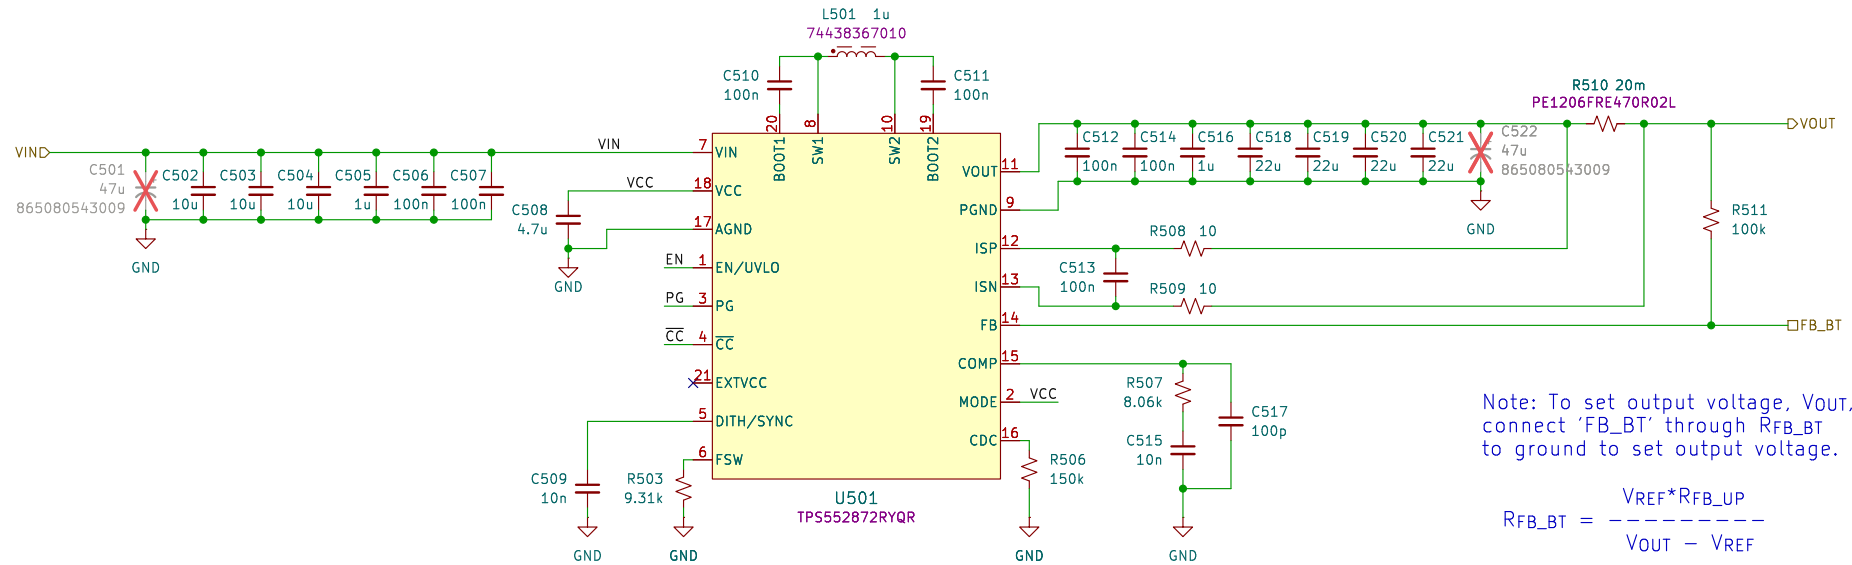 L501 1u
74438367010
C510
100n
C511
100n
R510 20m
PE1206FRE470R02L
20
8
10
19
BOOT1
SW1
SW2
BOOT2
VIN
VIN
7
VIN
C501
47u
865080543009
C502
10u
C503
10u
C504
10u
C505
1u
C506
100n
C507
100n
GND
VCC
18
VCC
C508
4.7u
17
AGND
GND
EN
1
EN/UVLO
PG
3
PG
CC
4
CC
21
EXTVCC
5
DITH/SYNC
6
FSW
C509
10n
GND
R503
9.31k
GND
U501
TPS552872RYQR
VOUT
11
PGND
9
ISP
12
ISN
13
FB
14
COMP
15
MODE
2
VCC
CDC
16
C512
100n
C514
100n
C516
1u
C518
22u
C519
22u
C520
22u
C521
22u
C522
47u
865080543009
GND
VOUT
R508 10
C513
100n
R509 10
R511
100k
FB_BT
R507
8.06k
C515
10n
C517
100p
GND
R506
150k
GND
Note: To set output voltage, VOUT,
connect 'FB_BT' through RFB_BT
to ground to set output voltage.
VREF*RFB_UP
RFB_BT = ---------
VOUT - VREF